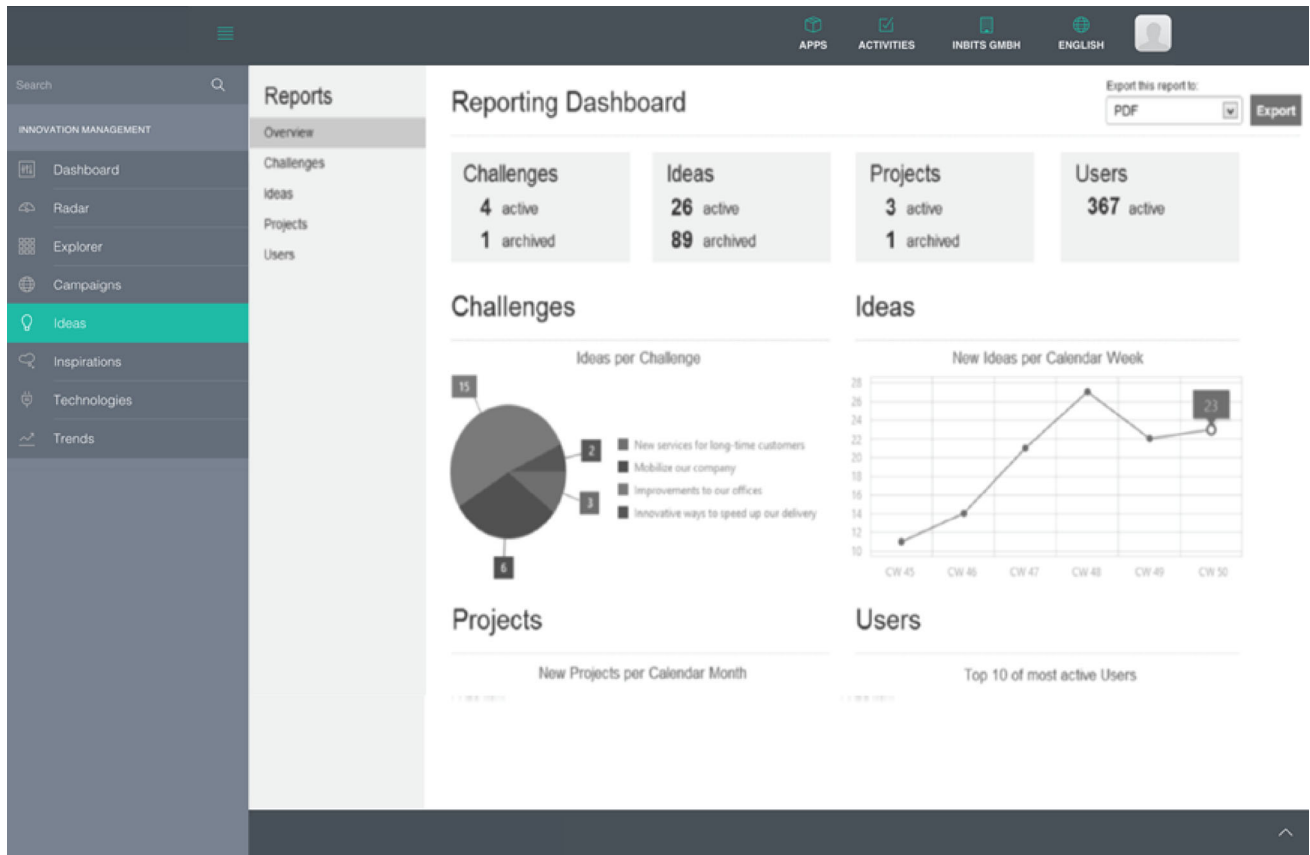 APPS
ACTIVITIES
INBITS GMBH
ENGLISH
Search
INNOVATION MANAGEMENT
Dashboard
Radar
Explorer
Campaigns
Ideas
Inspirations
Technologies
Trends
Reports
Overview
Challenges
Ideas
Projects
Users
Reporting Dashboard
Export this report to:
PDF
Export
Challenges
4 active
1 archived
Ideas
26 active
89 archived
Projects
3 active
1 archived
Users
367 active
Challenges
Ideas per Challenge
15
2
3
6
New services for long-time customers
Mobilize our company
Improvements to our offices
Innovative ways to speed up our delivery
Ideas
New Ideas per Calendar Week
28
26
24
22
20
18
16
14
12
10
23
CW 45 CW 46 CW 47 CW 48 CW 49 CW 50
Projects
New Projects per Calendar Month
Users
Top 10 of most active Users